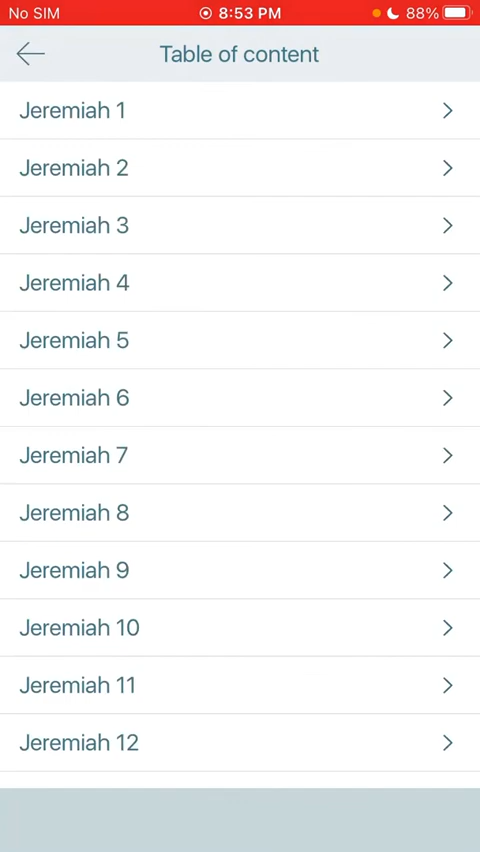 No SIM 8:53 PM 88%
Table of content
Jeremiah 1
Jeremiah 2
Jeremiah 3
Jeremiah 4
Jeremiah 5
Jeremiah 6
Jeremiah 7
Jeremiah 8
Jeremiah 9
Jeremiah 10
Jeremiah 11
Jeremiah 12